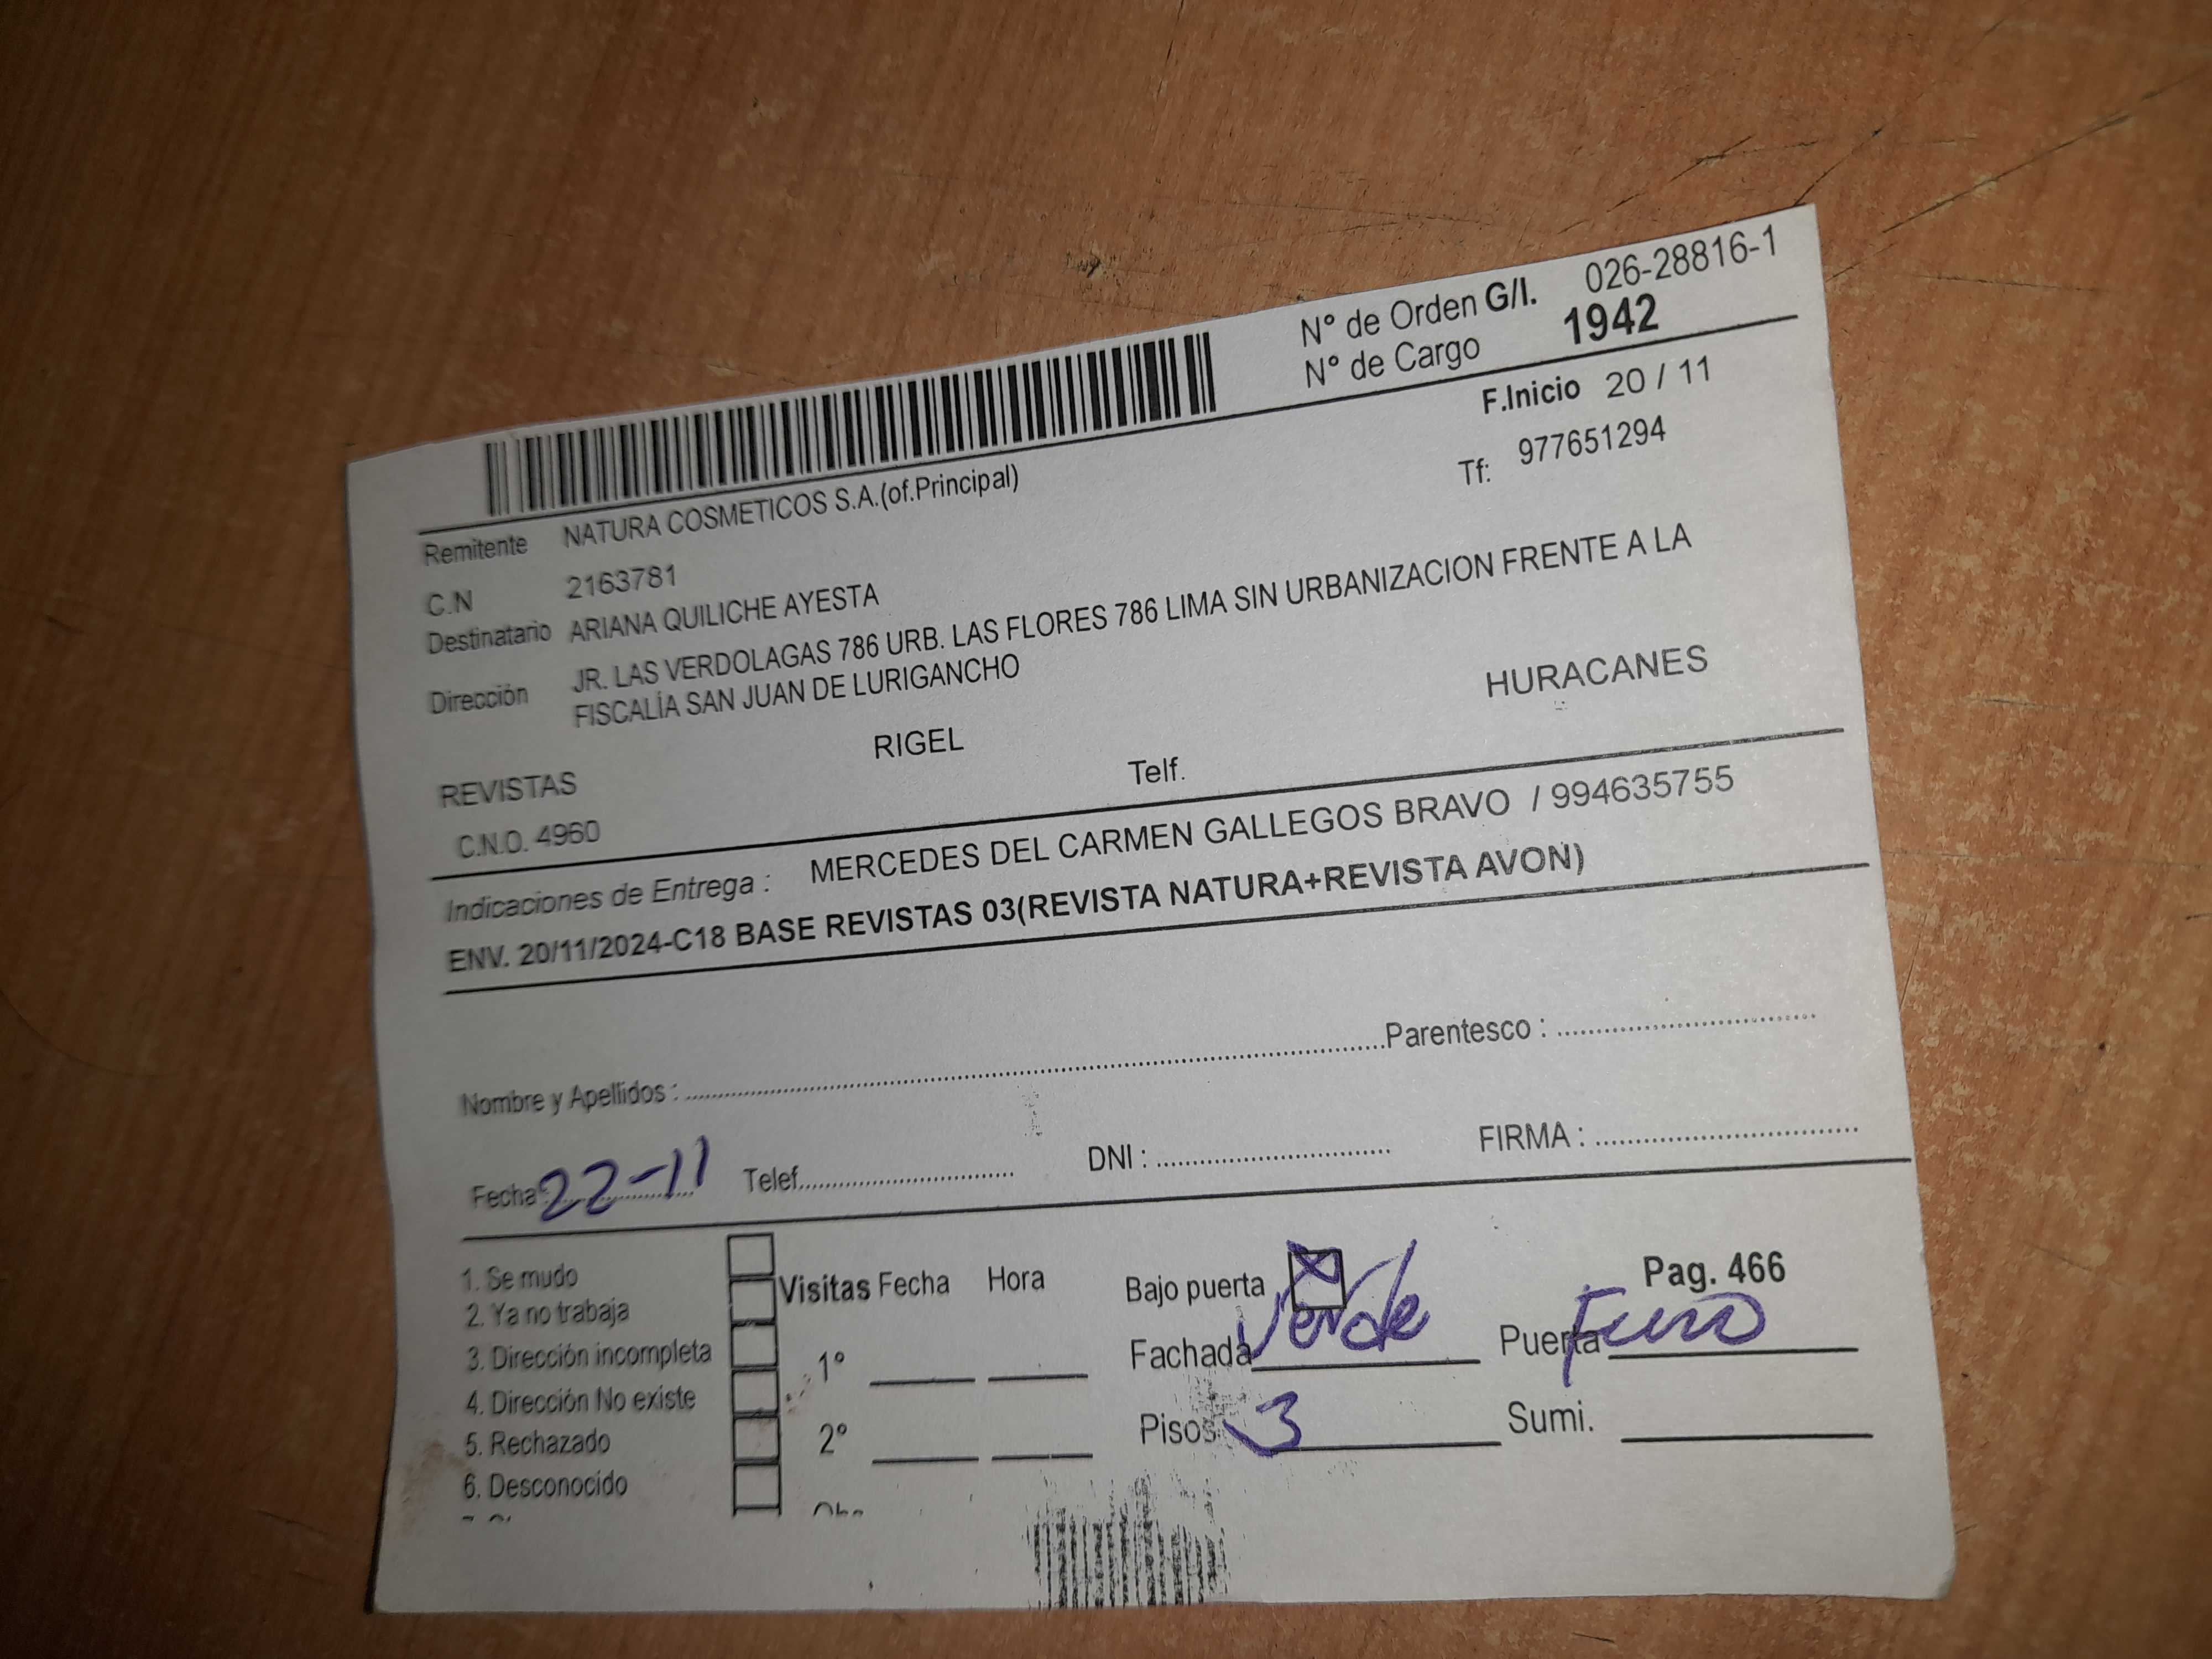 N° de Orden G/I. 026-28816-1
N° de Cargo 1942
F.Inicio 20 / 11
Remitente NATURA COSMETICOS S.A.(of.Principal) Tf: 977651294
C.N 2163781
Destinatario ARIANA QUILICHE AYESTA
Dirección JR. LAS VERDOLAGAS 786 URB. LAS FLORES 786 LIMA SIN URBANIZACION FRENTE A LA
FISCALÍA SAN JUAN DE LURIGANCHO
REVISTAS RIGEL HURACANES
C.N.O. 4960 Telf.
Indicaciones de Entrega : MERCEDES DEL CARMEN GALLEGOS BRAVO / 994635755
ENV. 20/11/2024-C18 BASE REVISTAS 03(REVISTA NATURA+REVISTA AVON)
Nombre y Apellidos : Parentesco :
Fecha 22-11 Telef. DNI : FIRMA :
1. Se mudo
2. Ya no trabaja
3. Dirección incompleta
4. Dirección No existe
5. Rechazado
6. Desconocido
Visitas Fecha Hora
1°
2°
Bajo puerta X Pag. 466
Fachada Verde Puerta
Pisos 3 Sumi.